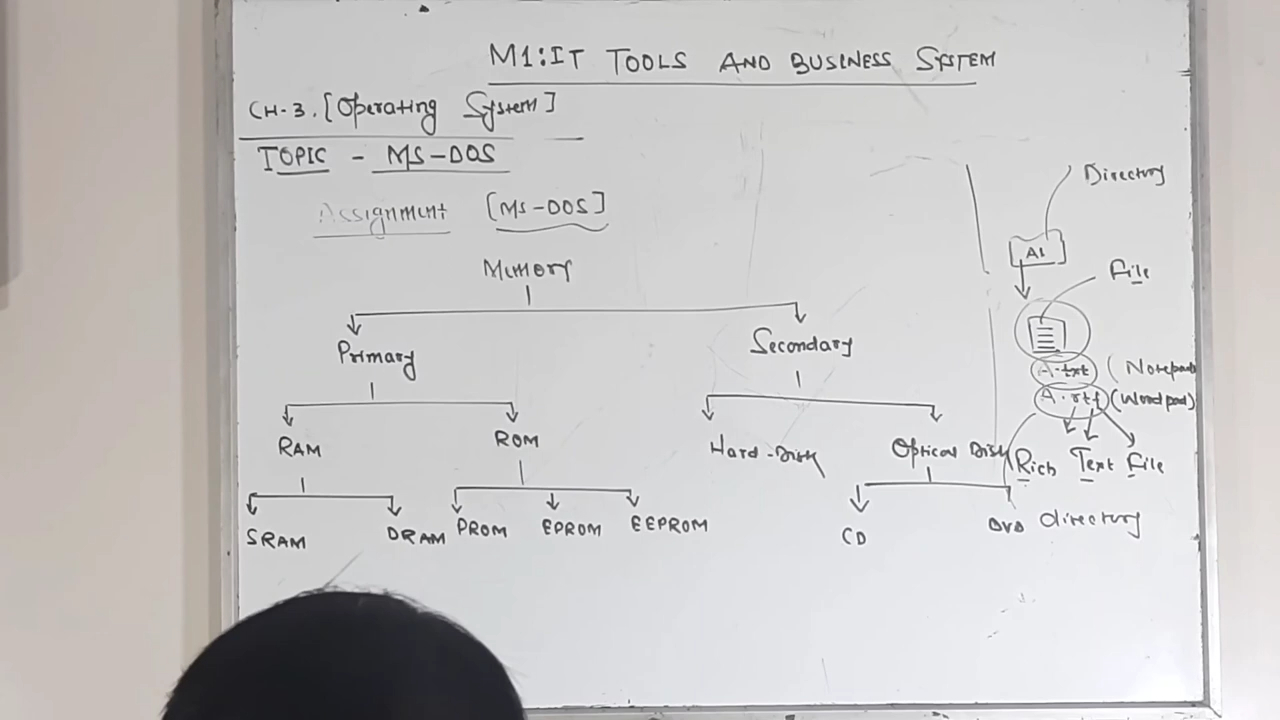 M1:IT TOOLS AND BUSINESS SYSTEM
CH-3. [Operating System]
TOPIC - MS-DOS
Assignment [MS-DOS]
Memory
Primary Secondary
RAM ROM Hard-Disk Optical Disk
SRAM DRAM PROM EPROM EEPROM CD DVD
Directory
A1
File
A.txt (Notepad)
A.rtf (Wordpad)
Rich Text File
directory